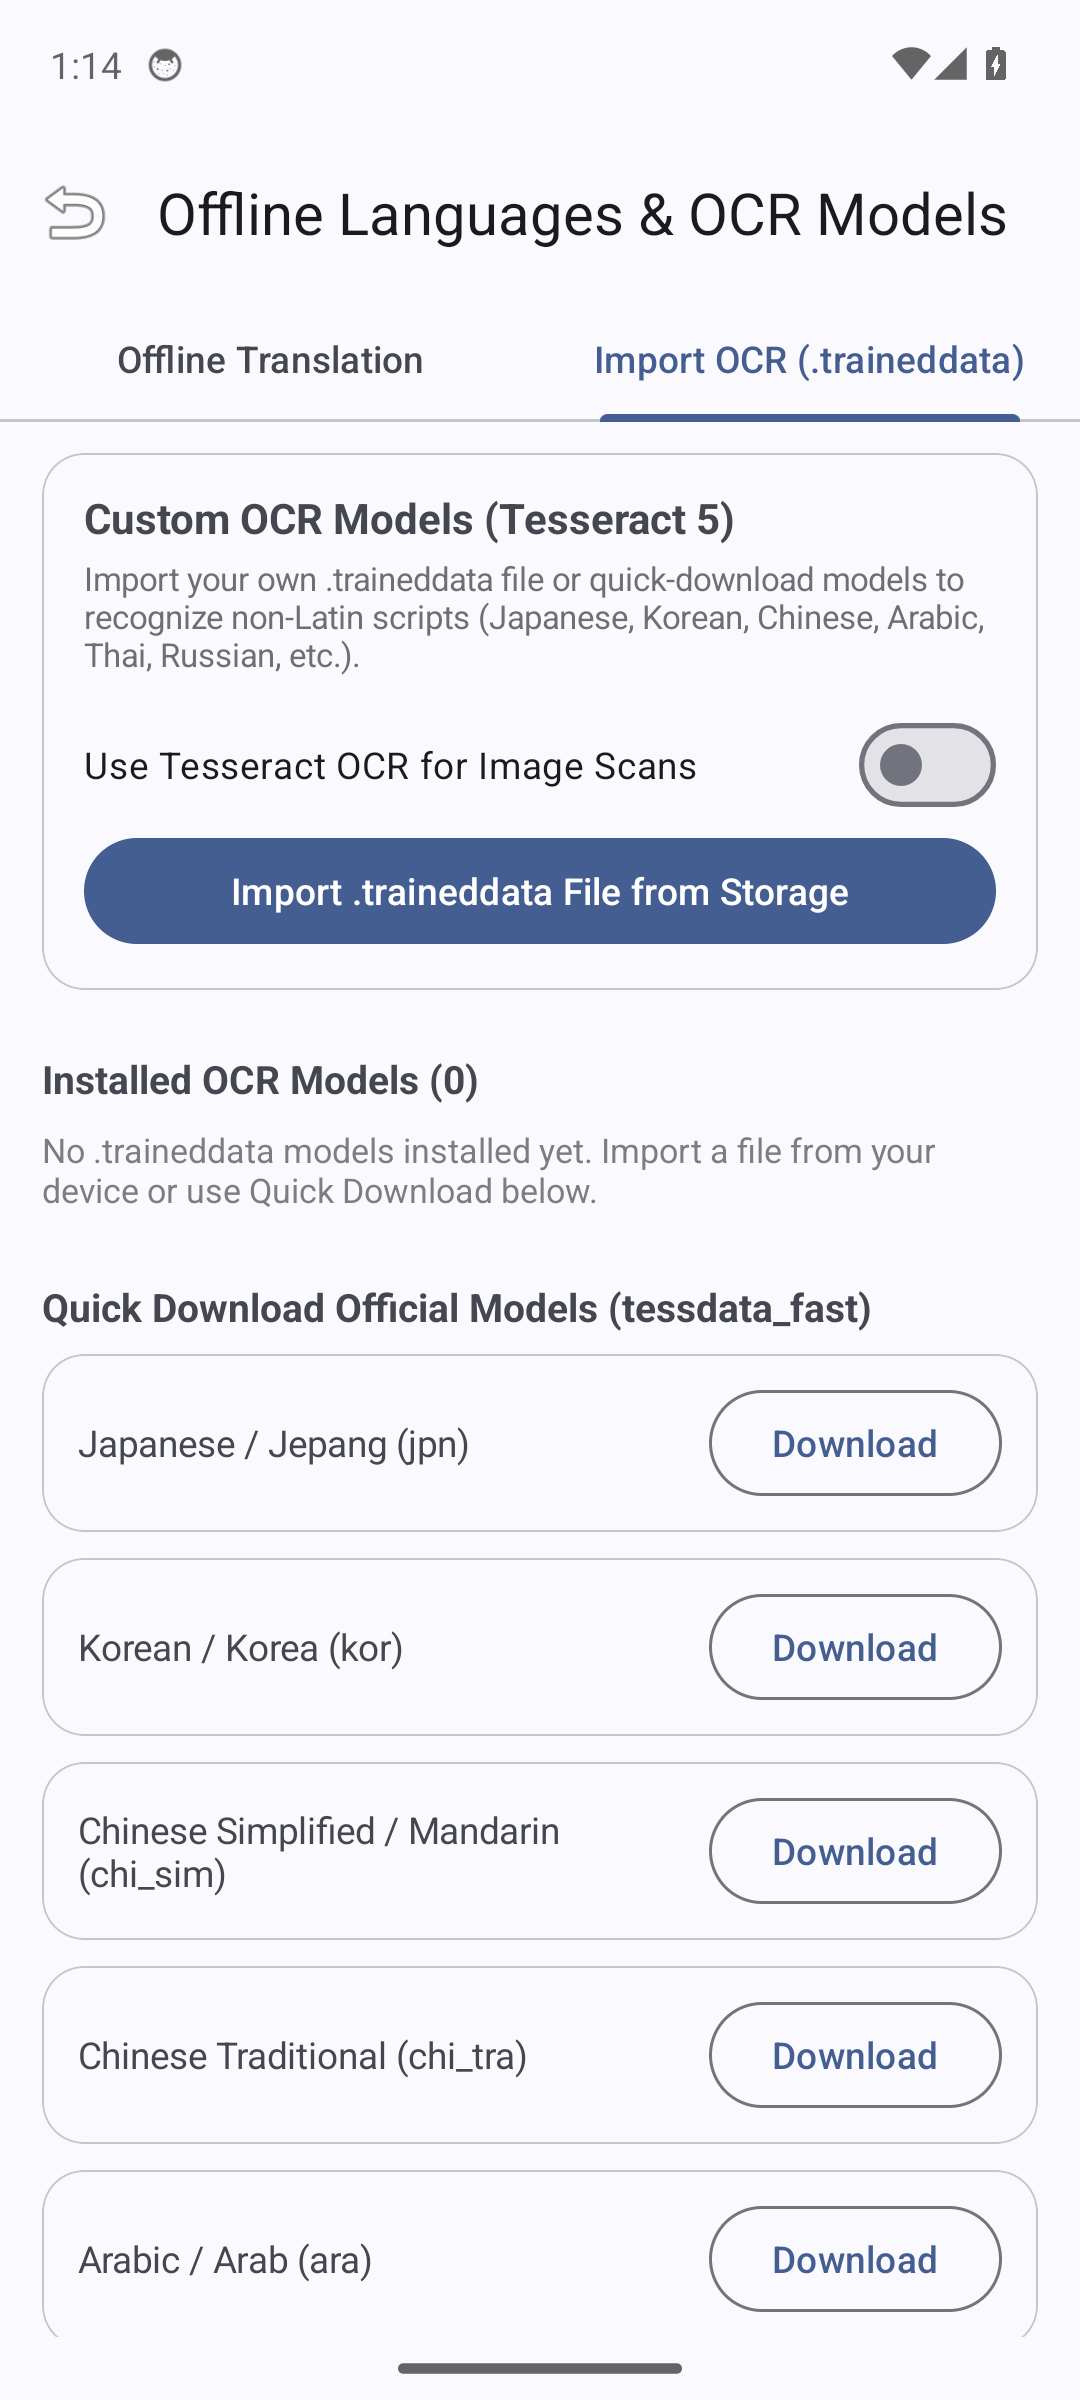 1:14
Offline Languages & OCR Models
Offline Translation
Import OCR (.traineddata)
Custom OCR Models (Tesseract 5)
Import your own .traineddata file or quick-download models to
recognize non-Latin scripts (Japanese, Korean, Chinese, Arabic,
Thai, Russian, etc.).
Use Tesseract OCR for Image Scans
Import .traineddata File from Storage
Installed OCR Models (0)
No .traineddata models installed yet. Import a file from your
device or use Quick Download below.
Quick Download Official Models (tessdata_fast)
Japanese / Jepang (jpn)
Download
Korean / Korea (kor)
Download
Chinese Simplified / Mandarin
(chi_sim)
Download
Chinese Traditional (chi_tra)
Download
Arabic / Arab (ara)
Download